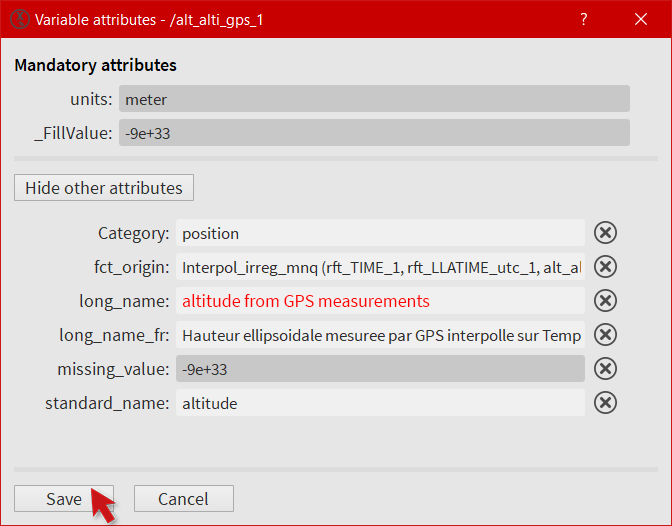 Variable attributes - /alt_alti_gps_1
Mandatory attributes
units: meter
_FillValue: -9e+33
Hide other attributes
Category: position
fct_origin: Interpol_irreg_mnq (rft_TIME_1, rft_LLATIME_utc_1, alt_al
long_name: altitude from GPS measurements
long_name_fr: Hauteur ellipsoidale mesuree par GPS interpolle sur Temp
missing_value: -9e+33
standard_name: altitude
Save Cancel